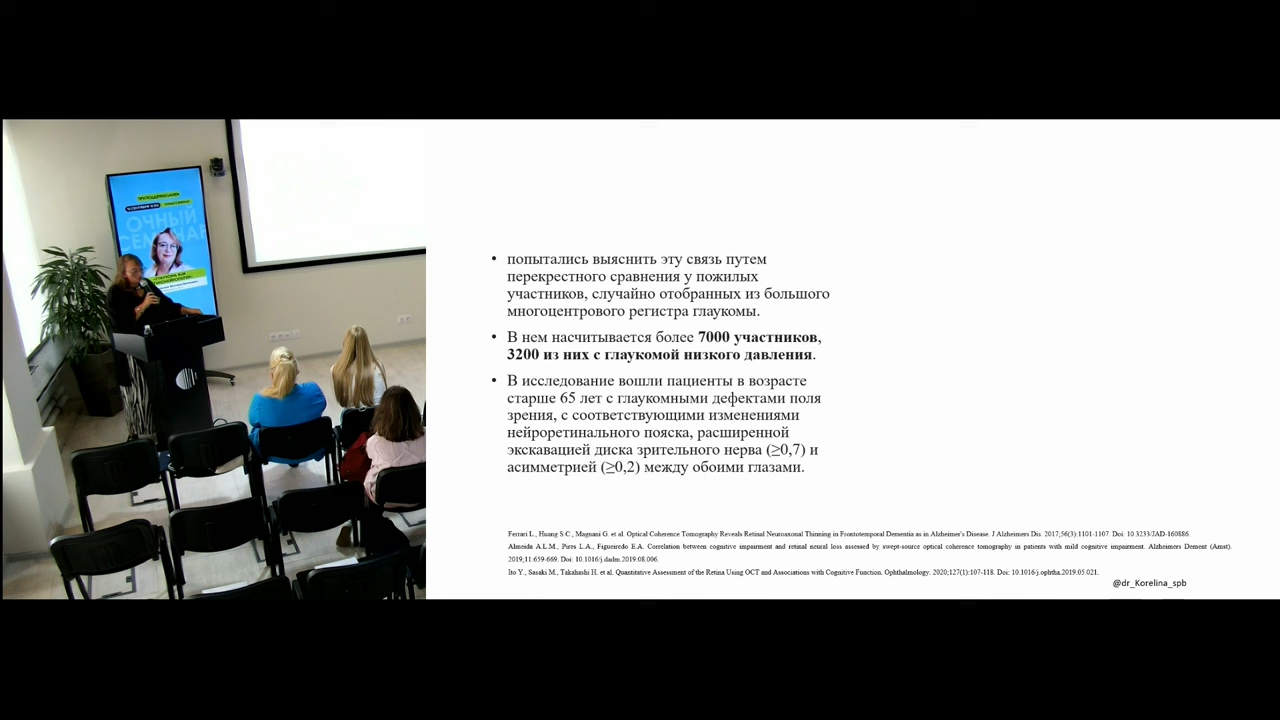 ОЧНЫЙ
СЕМИНАР
• попытались выяснить эту связь путем
перекрестного сравнения у пожилых
участников, случайно отобранных из большого
многоцентрового регистра глаукомы.
• В нем насчитывается более 7000 участников,
3200 из них с глаукомой низкого давления.
• В исследование вошли пациенты в возрасте
старше 65 лет с глаукомными дефектами поля
зрения, с соответствующими изменениями
нейроретинального пояска, расширенной
экскавацией диска зрительного нерва (≥0,7) и
асимметрией (≥0,2) между обоими глазами.
Ferrari L., Huang S.C., Magnani G. et al. Optical Coherence Tomography Reveals Retinal Neuroaxonal Thinning in Frontotemporal Dementia as in Alzheimer's Disease. J Alzheimers Dis. 2017;56(3):1101-1107. Doi: 10.3233/JAD-160886.
Almeida A.L.M., Pires L.A., Figueiredo E.A. Correlation between cognitive impairment and retinal neural loss assessed by swept-source optical coherence tomography in patients with mild cognitive impairment. Alzheimers Dement (Amst).
2019;11:659-669. Doi: 10.1016/j.dadm.2019.08.006.
Ito Y., Sasaki M., Takahashi H. et al. Quantitative Assessment of the Retina Using OCT and Associations with Cognitive Function. Ophthalmology. 2020;127(1):107-118. Doi: 10.1016/j.ophtha.2019.05.021.
@dr_Korelina_spb